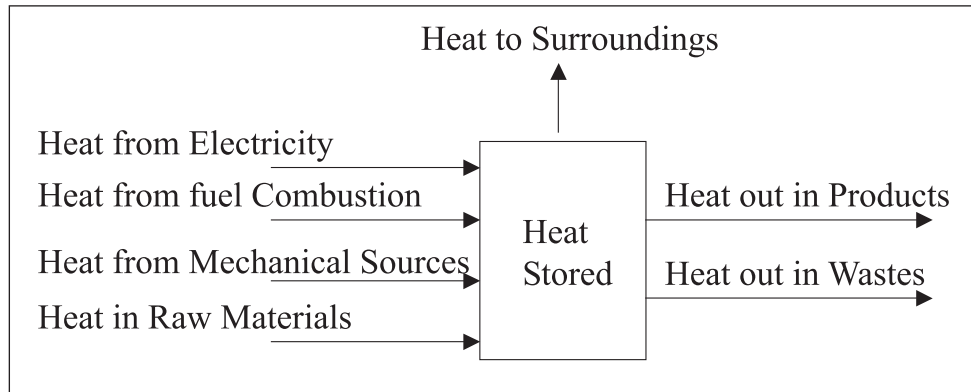 Heat to Surroundings
Heat from Electricity
Heat from fuel Combustion
Heat from Mechanical Sources
Heat in Raw Materials
Heat
Stored
Heat out in Products
Heat out in Wastes